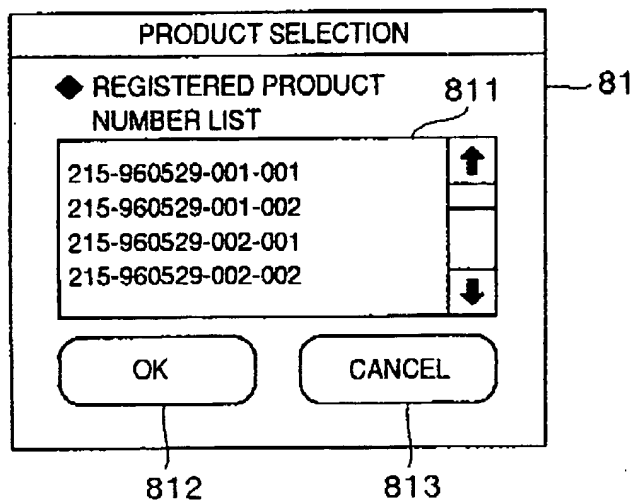 PRODUCT SELECTION
◆ REGISTERED PRODUCT
NUMBER LIST
811
81
215-960529-001-001
215-960529-001-002
215-960529-002-001
215-960529-002-002
OK
CANCEL
812
813